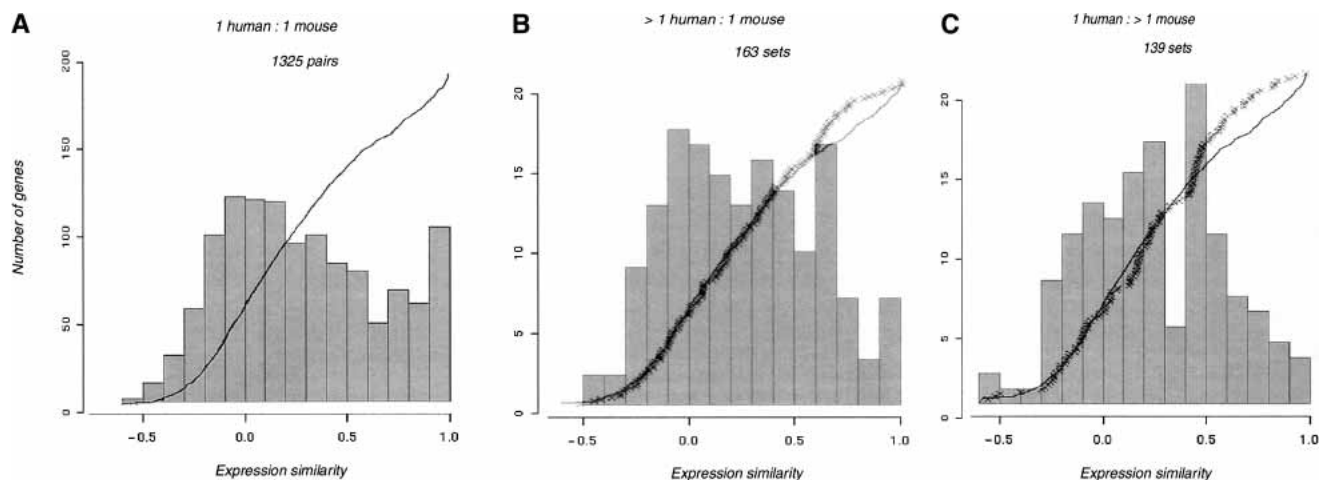 A
1 human : 1 mouse
1325 pairs
200
150
100
50
0
Number of genes
−0.5 0.0 0.5 1.0
Expression similarity
B
> 1 human : 1 mouse
163 sets
20
15
10
5
0
−0.5 0.0 0.5 1.0
Expression similarity
C
1 human : > 1 mouse
139 sets
20
15
10
5
0
−0.5 0.0 0.5 1.0
Expression similarity